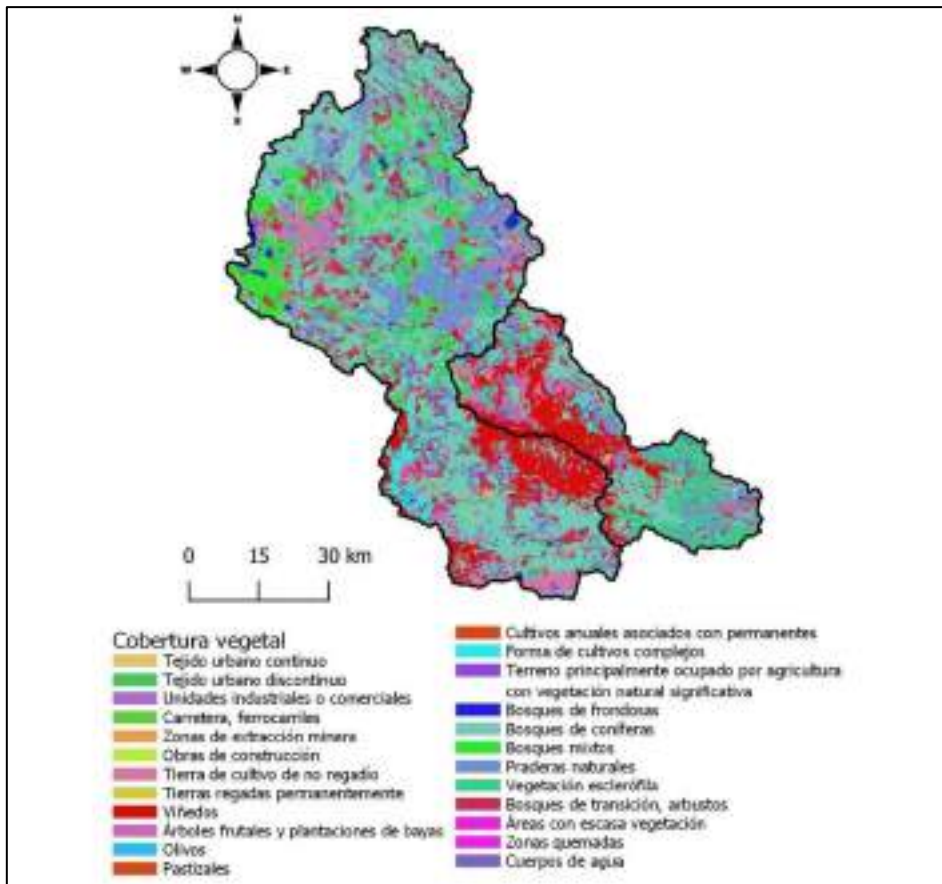 N
W E
S
0 15 30 km
Cobertura vegetal
Tejido urbano continuo
Tejido urbano discontinuo
Unidades industriales o comerciales
Carretera, ferrocarriles
Zonas de extracción minera
Obras de construcción
Tierra de cultivo de no regadío
Tierras regadas permanentemente
Viñedos
Árboles frutales y plantaciones de bayas
Olivos
Pastizales
Cultivos anuales asociados con permanentes
Forma de cultivos complejos
Terreno principalmente ocupado por agricultura
con vegetación natural significativa
Bosques de frondosas
Bosques de coníferas
Bosques mixtos
Praderas naturales
Vegetación esclerófila
Bosques de transición, arbustos
Áreas con escasa vegetación
Zonas quemadas
Cuerpos de agua